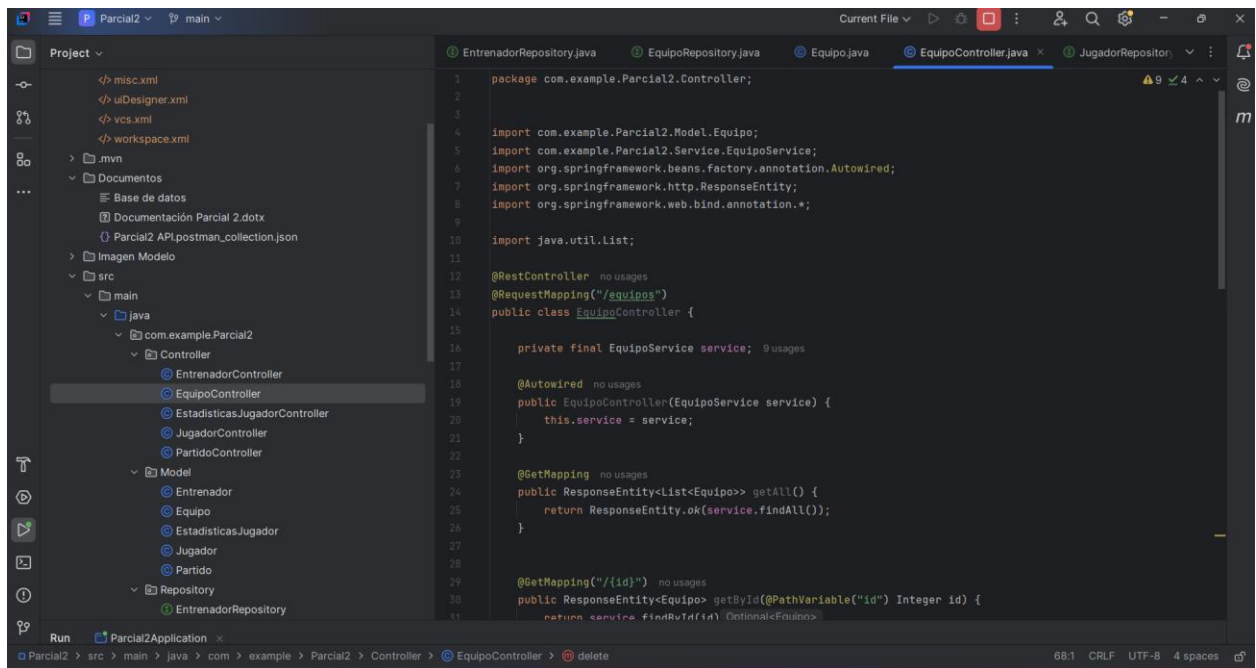 P Parcial2
main
Current File
Project
misc.xml
uiDesigner.xml
vcs.xml
workspace.xml
.mvn
Documentos
Base de datos
Documentación Parcial 2.dotx
Parcial2 API.postman_collection.json
Imagen Modelo
src
main
java
com.example.Parcial2
Controller
EntrenadorController
EquipoController
EstadisticasJugadorController
JugadorController
PartidoController
Model
Entrenador
Equipo
EstadisticasJugador
Jugador
Partido
Repository
EntrenadorRepository
EntrenadorRepository.java EquipoRepository.java Equipo.java EquipoController.java
9 4
1 package com.example.Parcial2.Controller;
2
3
4 import com.example.Parcial2.Model.Equipo;
5 import com.example.Parcial2.Service.EquipoService;
6 import org.springframework.beans.factory.annotation.Autowired;
7 import org.springframework.http.ResponseEntity;
8 import org.springframework.web.bind.annotation.*;
9
10 import java.util.List;
11
12 @RestController no usages
13 @RequestMapping("/equipos")
14 public class EquipoController {
15
16 private final EquipoService service; 9 usages
17
18 @Autowired no usages
19 public EquipoController(EquipoService service) {
20 this.service = service;
21 }
22
23 @GetMapping no usages
24 public ResponseEntity<List<Equipo>> getAll() {
25 return ResponseEntity.ok(service.findAll());
26 }
27
28
29 @GetMapping("/{id}") no usages
30 public ResponseEntity<Equipo> getById(@PathVariable("id") Integer id) {
31 return service.findById(id) Optional<Equipo>
m
Run Parcial2Application
Parcial2 > src > main > java > com > example > Parcial2 > Controller > EquipoController > delete
68:1 CRLF UTF-8 4 spaces